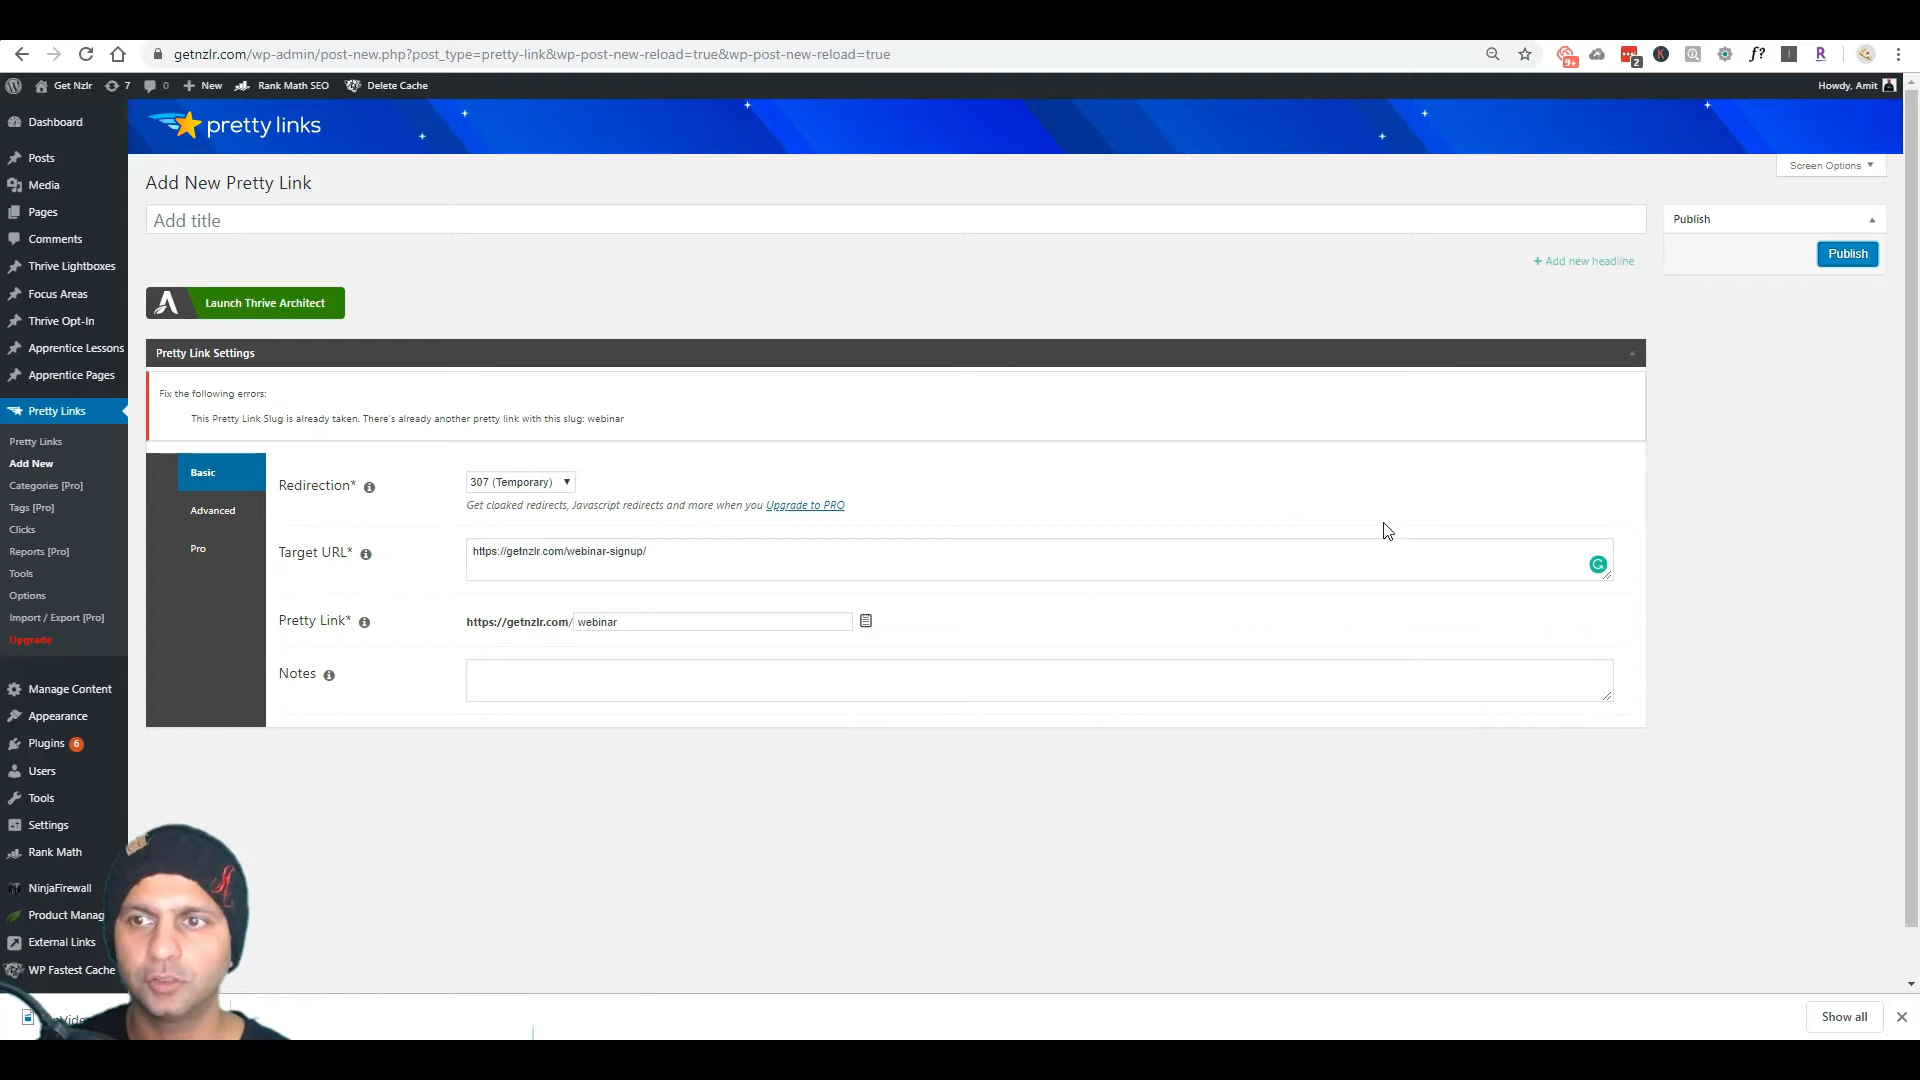 getnzlr.com/wp-admin/post-new.php?post_type=pretty-link&wp-post-new-reload=true&wp-post-new-reload=true
9+
2
K
f?
R
Get Nzlr
7
0
New
Rank Math SEO
Delete Cache
Howdy, Amit
Dashboard
Posts
Media
Pages
Comments
Thrive Lightboxes
Focus Areas
Thrive Opt-In
Apprentice Lessons
Apprentice Pages
Pretty Links
Pretty Links
Add New
Categories [Pro]
Tags [Pro]
Clicks
Reports [Pro]
Tools
Options
Import / Export [Pro]
Upgrade
Manage Content
Appearance
Plugins 6
Users
Tools
Settings
Rank Math
NinjaFirewall
Product Manag
External Links
WP Fastest Cache
pretty links
Screen Options
Add New Pretty Link
Add title
+ Add new headline
Launch Thrive Architect
Publish
Publish
Pretty Link Settings
Fix the following errors:
This Pretty Link Slug is already taken. There's already another pretty link with this slug: webinar
Basic
Advanced
Pro
Redirection*
307 (Temporary)
Get cloaked redirects, Javascript redirects and more when you Upgrade to PRO
Target URL*
https://getnzlr.com/webinar-signup/
Pretty Link*
https://getnzlr.com/ webinar
Notes
Show all